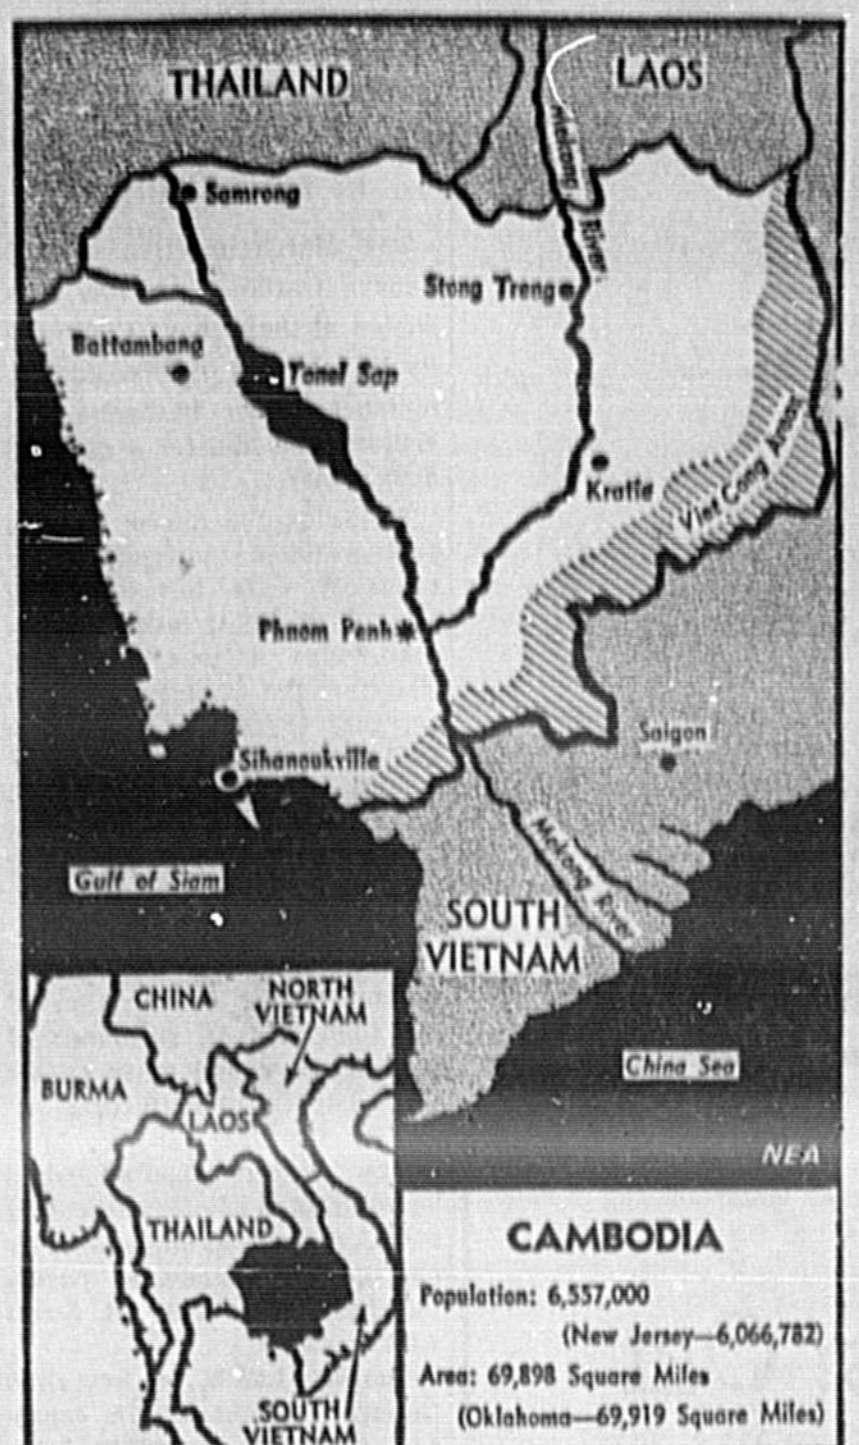 THAILAND
LAOS
Mekong River
Samrong
Stong Treng
Battambang
Tonel Sap
Kratie
Viet Cong Areas
Phnom Penh
Saigon
Sihanoukville
Mekong River
Gulf of Siam
SOUTH
VIETNAM
China Sea
NEA
CHINA
NORTH
VIETNAM
BURMA
LAOS
THAILAND
SOUTH
VIETNAM
CAMBODIA
Population: 6,557,000
(New Jersey—6,066,782)
Area: 69,898 Square Miles
(Oklahoma—69,919 Square Miles)